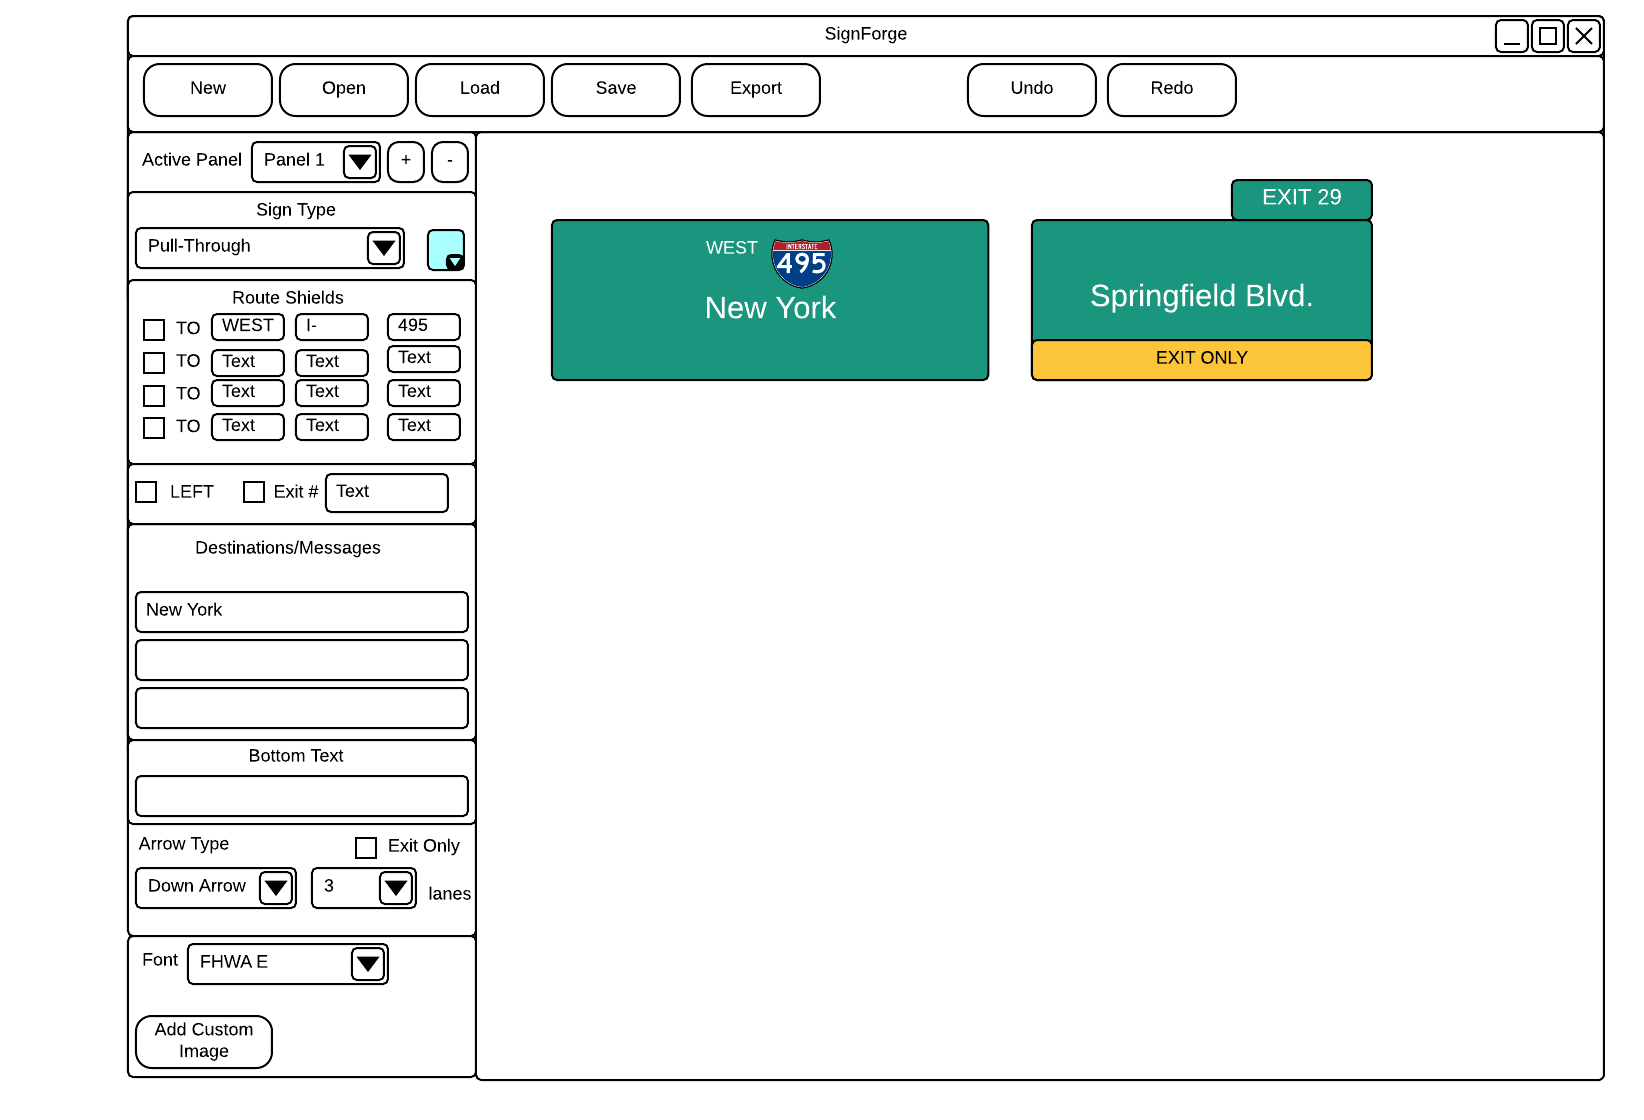 SignForge
New Open Load Save Export Undo Redo
Active Panel Panel 1 + -
Sign Type
Pull-Through
Route Shields
TO WEST I- 495
TO Text Text Text
TO Text Text Text
TO Text Text Text
LEFT Exit # Text
Destinations/Messages
New York
Bottom Text
Arrow Type Exit Only
Down Arrow 3 lanes
Font FHWA E
Add Custom
Image
WEST INTERSTATE 495
New York
EXIT 29
Springfield Blvd.
EXIT ONLY